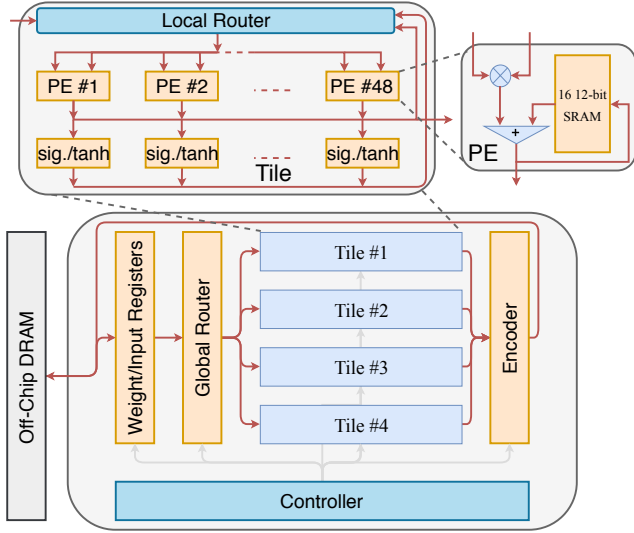 Local Router
PE #1
PE #2
PE #48
sig./tanh
sig./tanh
sig./tanh
Tile
16 12-bit
SRAM
+
PE
Off-Chip DRAM
Weight/Input Registers
Global Router
Tile #1
Tile #2
Tile #3
Tile #4
Encoder
Controller